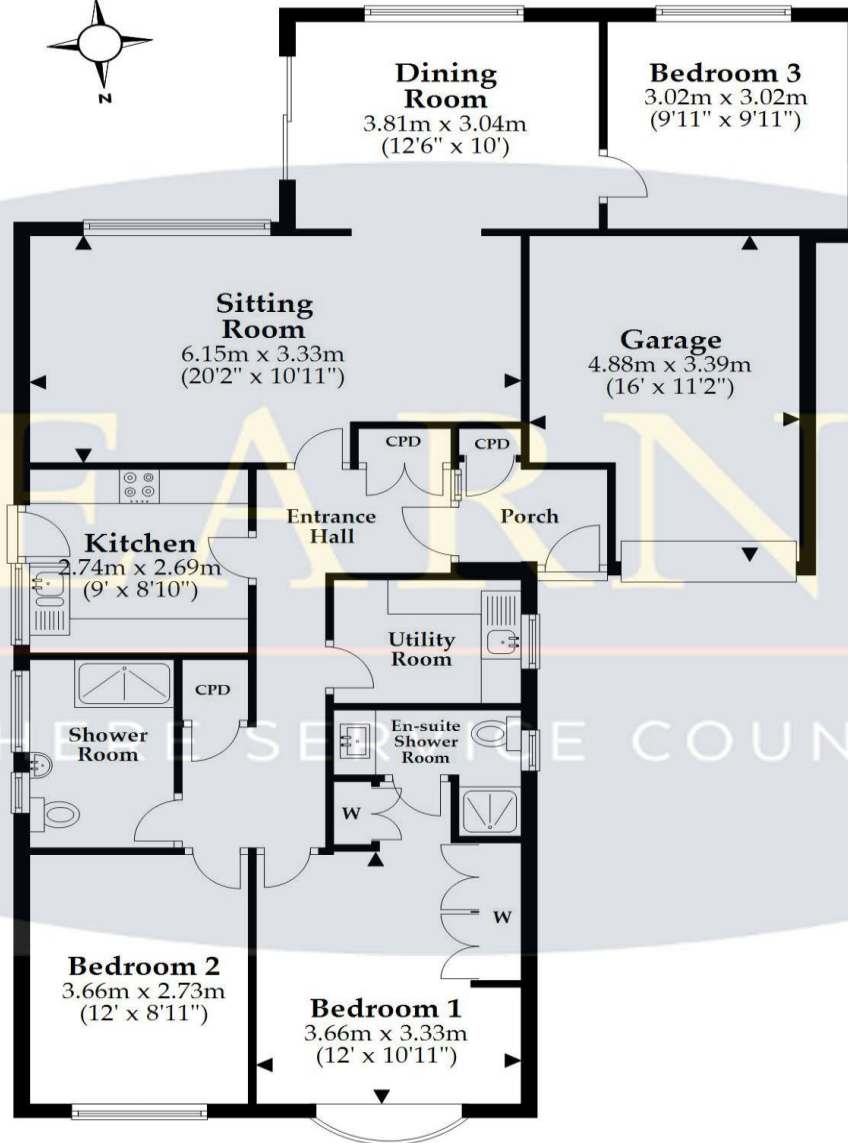 N
Dining
Room
3.81m x 3.04m
(12'6" x 10')
Bedroom 3
3.02m x 3.02m
(9'11" x 9'11")
Sitting
Room
6.15m x 3.33m
(20'2" x 10'11")
Garage
4.88m x 3.39m
(16' x 11'2")
CPD
CPD
Entrance
Hall
Porch
Kitchen
2.74m x 2.69m
(9' x 8'10")
Utility
Room
CPD
Shower
Room
En-suite
Shower
Room
W
W
Bedroom 2
3.66m x 2.73m
(12' x 8'11")
Bedroom 1
3.66m x 3.33m
(12' x 10'11")
EARN
HERE SERVICE COUN